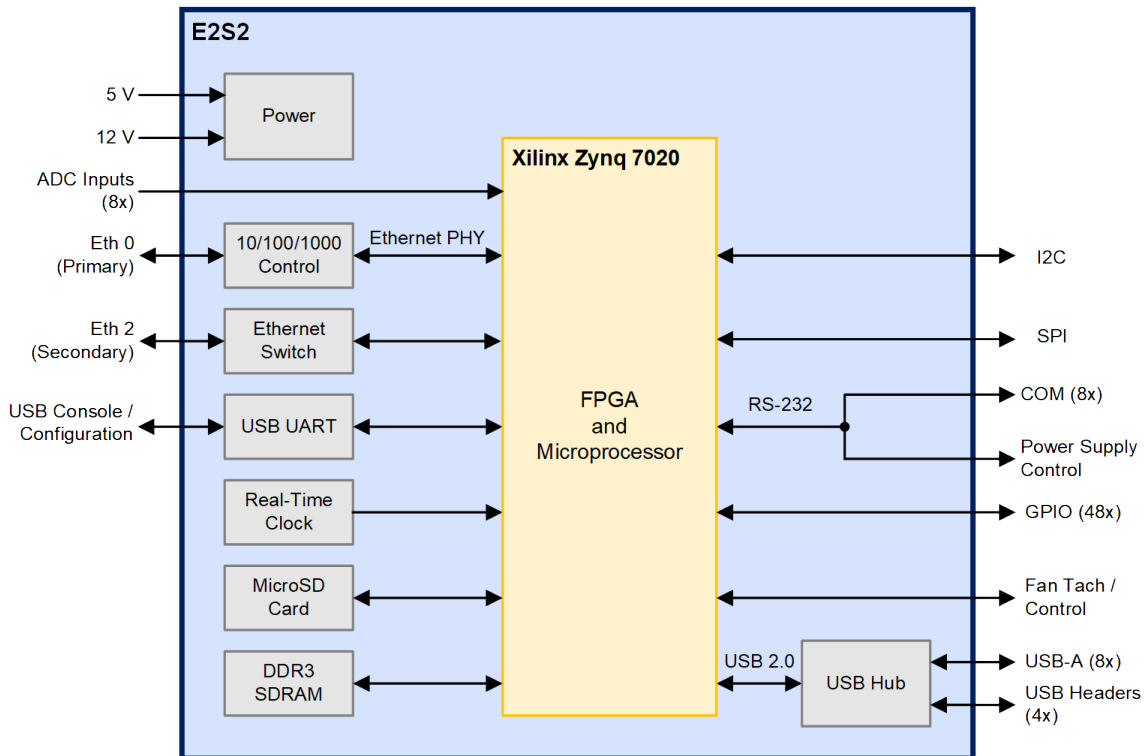 E2S2
5 V
12 V
Power
Xilinx Zynq 7020
ADC Inputs
(8x)
Eth 0
(Primary)
10/100/1000
Control
Ethernet PHY
I2C
Eth 2
(Secondary)
Ethernet
Switch
SPI
USB Console /
Configuration
USB UART
FPGA
and
Microprocessor
RS-232
COM (8x)
Power Supply
Control
Real-Time
Clock
GPIO (48x)
MicroSD
Card
Fan Tach /
Control
DDR3
SDRAM
USB 2.0
USB Hub
USB-A (8x)
USB Headers
(4x)